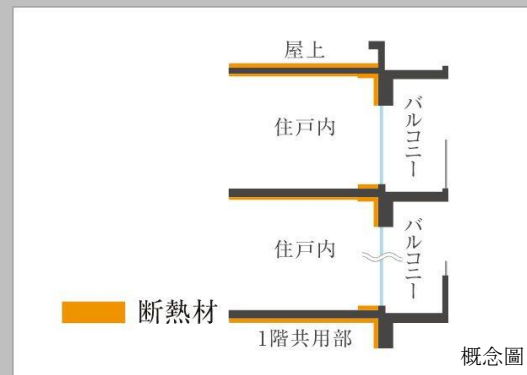 屋上
住戸内
バルコニー
住戸内
バルコニー
断熱材
1階共用部
概念圖